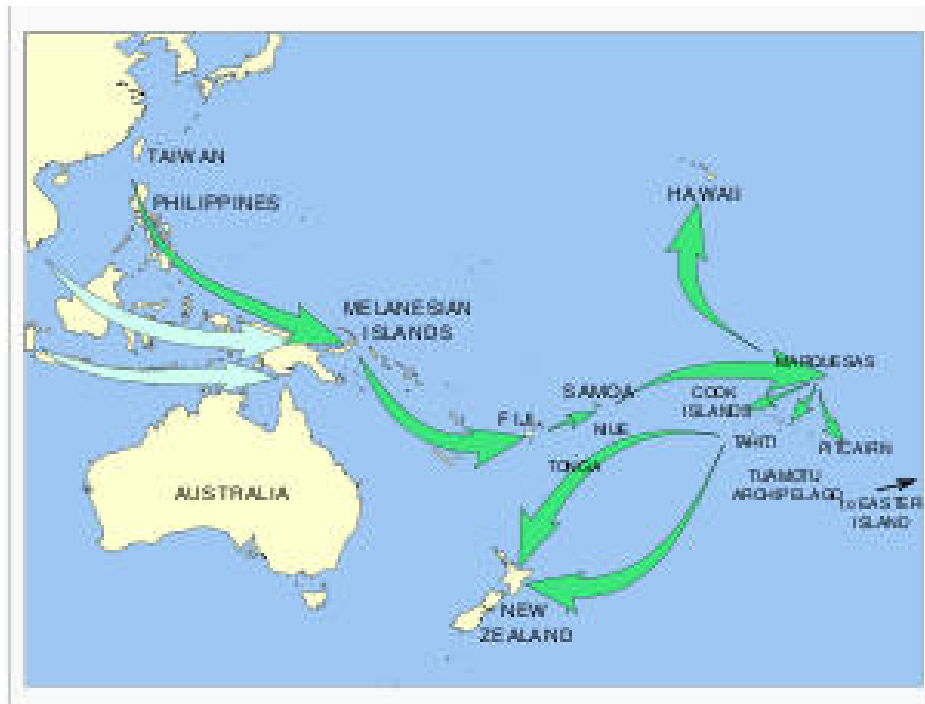 TAIWAN
PHILIPPINES
HAWAII
MELANESIAN
ISLANDS
MARQUESAS
SAMOA
COOK
ISLANDS
FIJI
NIUE
TAHITI
PITCAIRN
TONGA
TUAMOTU
ARCHIPELAGO
to EASTER
ISLAND
AUSTRALIA
NEW
ZEALAND